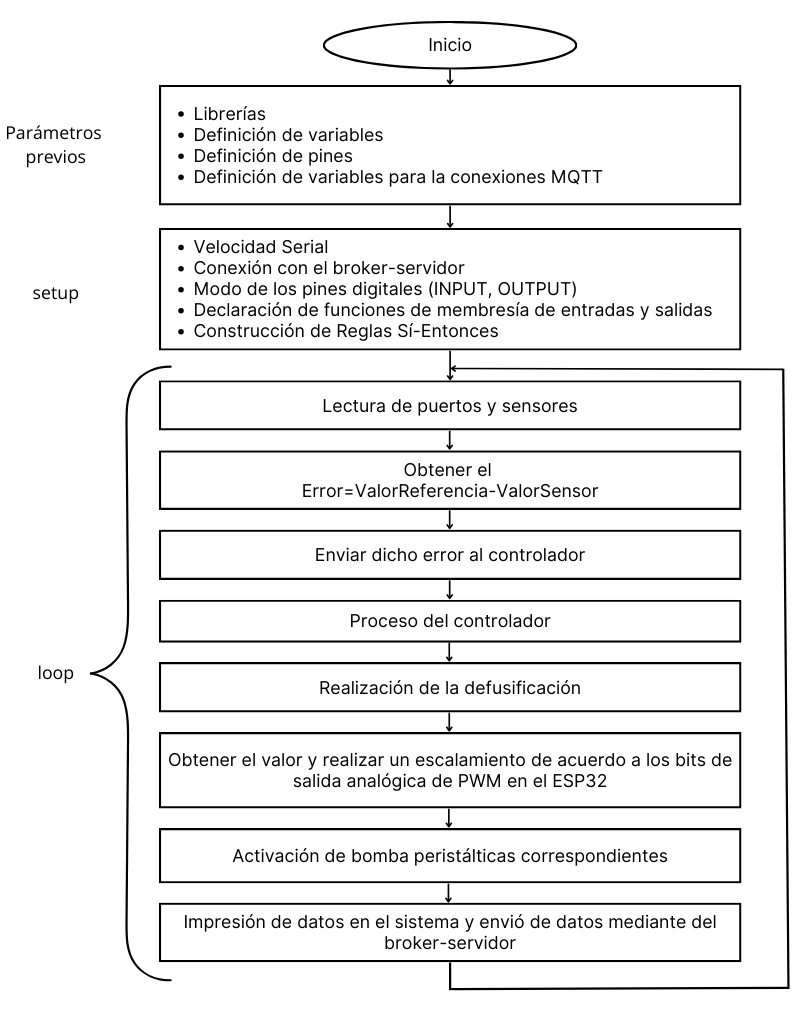 Inicio
Parámetros
previos
• Librerías
• Definición de variables
• Definición de pines
• Definición de variables para la conexiones MQTT
setup
• Velocidad Serial
• Conexión con el broker-servidor
• Modo de los pines digitales (INPUT, OUTPUT)
• Declaración de funciones de membresía de entradas y salidas
• Construcción de Reglas Sí-Entonces
loop
Lectura de puertos y sensores
Obtener el
Error=ValorReferencia-ValorSensor
Enviar dicho error al controlador
Proceso del controlador
Realización de la defusificación
Obtener el valor y realizar un escalamiento de acuerdo a los bits de
salida analógica de PWM en el ESP32
Activación de bomba peristálticas correspondientes
Impresión de datos en el sistema y envió de datos mediante del
broker-servidor